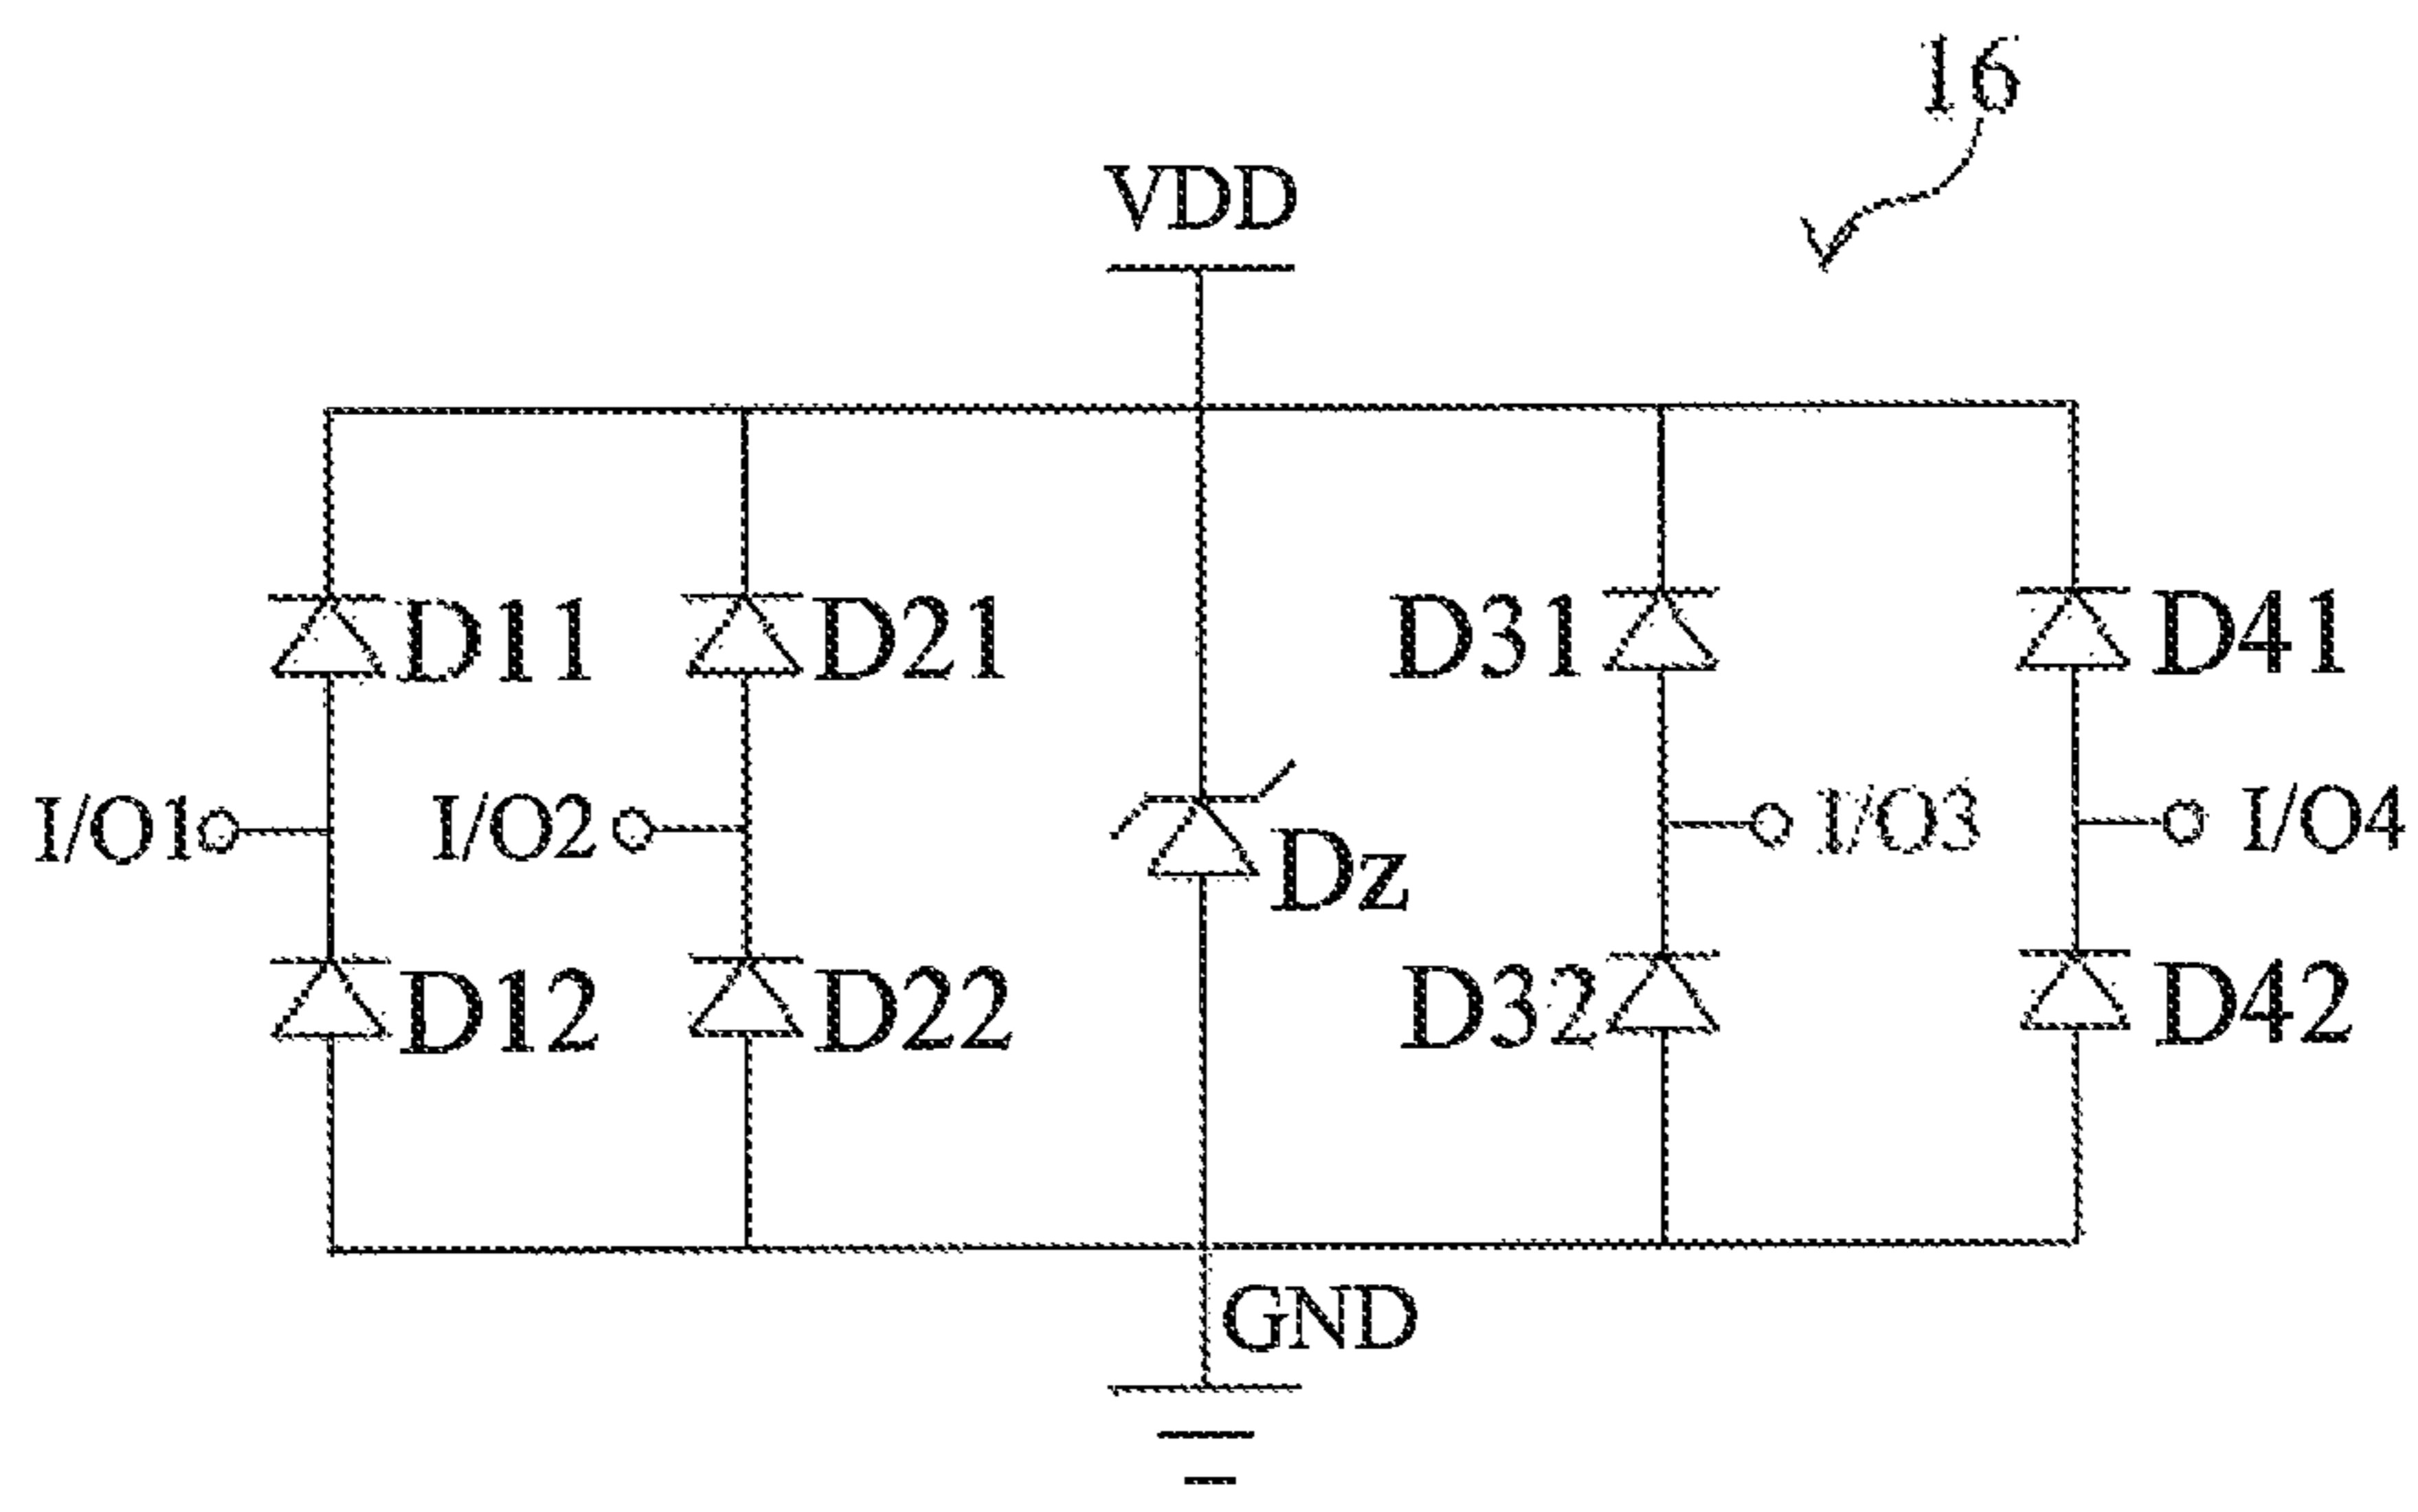 16
VDD
D11 D21 D31 D41
I/O1 I/O2 Dz I/O3 I/O4
D12 D22 D32 D42
GND